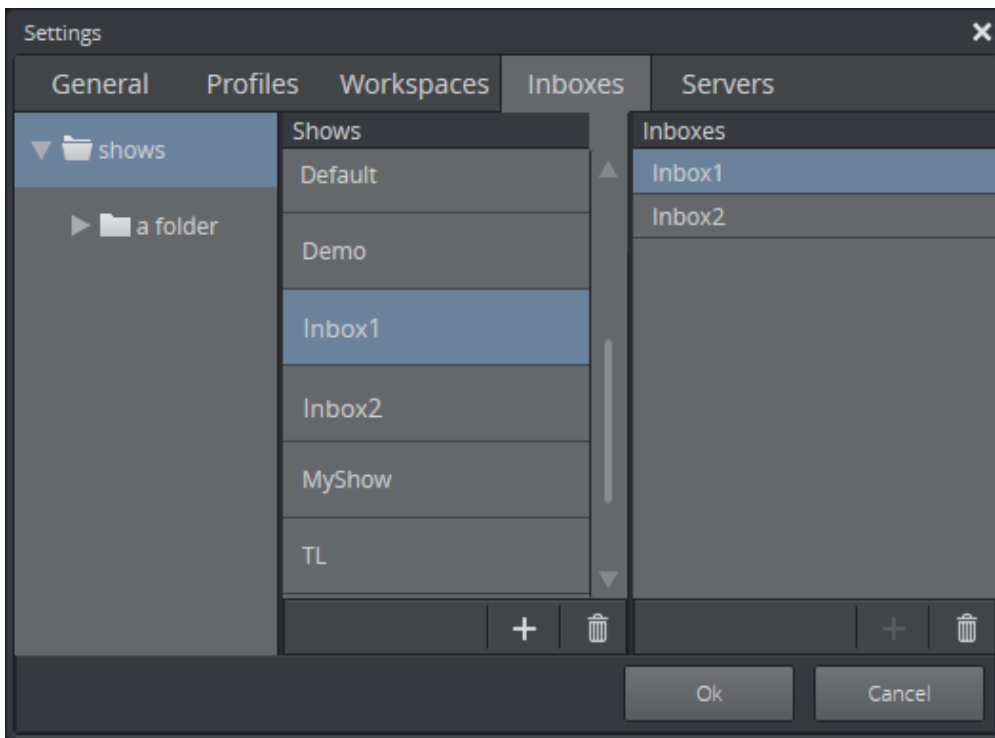 Settings
General Profiles Workspaces Inboxes Servers
shows
a folder
Shows
Default
Demo
Inbox1
Inbox2
MyShow
TL
Inboxes
Inbox1
Inbox2
Ok Cancel